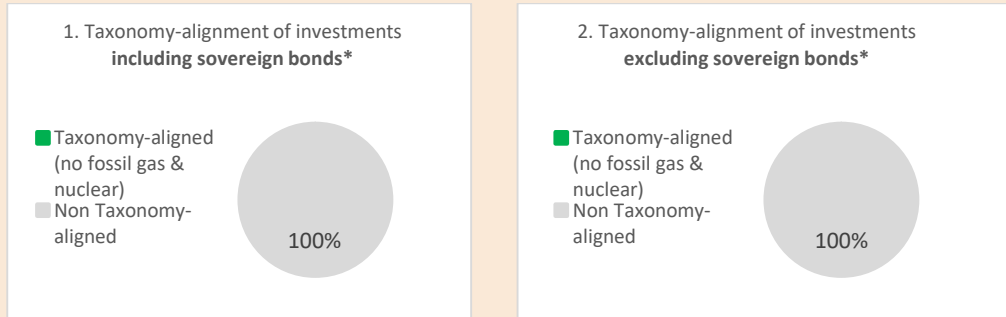 1. Taxonomy-alignment of investments
including sovereign bonds*
Taxonomy-aligned
(no fossil gas &
nuclear)
Non Taxonomy-
aligned
100%
2. Taxonomy-alignment of investments
excluding sovereign bonds*
Taxonomy-aligned
(no fossil gas &
nuclear)
Non Taxonomy-
aligned
100%